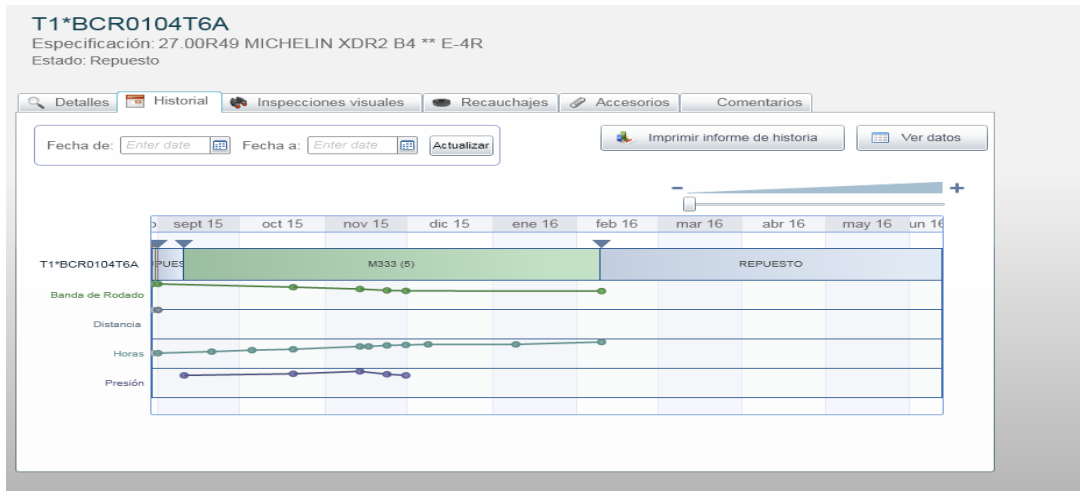 T1*BCR0104T6A
Especificación: 27.00R49 MICHELIN XDR2 B4 ** E-4R
Estado: Repuesto
Detalles Historial Inspecciones visuales Recauchajes Accesorios Comentarios
Fecha de: Enter date Fecha a: Enter date Actualizar Imprimir informe de historia Ver datos
sept 15 oct 15 nov 15 dic 15 ene 16 feb 16 mar 16 abr 16 may 16 un 16
T1*BCR0104T6A PUES M333 (5) REPUESTO
Banda de Rodado
Distancia
Horas
Presión